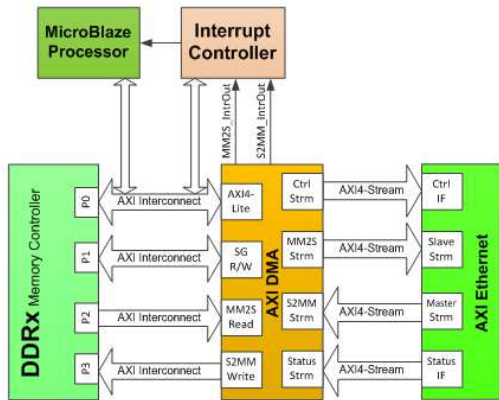 MicroBlaze
Processor
Interrupt
Controller
MM2S_IntrOut
S2MM_IntrOut
DDRx Memory Controller
P0
AXI Interconnect
AXI4-
Lite
P1
AXI Interconnect
SG
R/W
P2
AXI Interconnect
MM2S
Read
P3
AXI Interconnect
S2MM
Write
AXI DMA
Ctrl
Strm
AXI4-Stream
Ctrl
IF
MM2S
Strm
AXI4-Stream
Slave
Strm
S2MM
Strm
AXI4-Stream
Master
Strm
Status
Strm
AXI4-Stream
Status
IF
AXI Ethernet